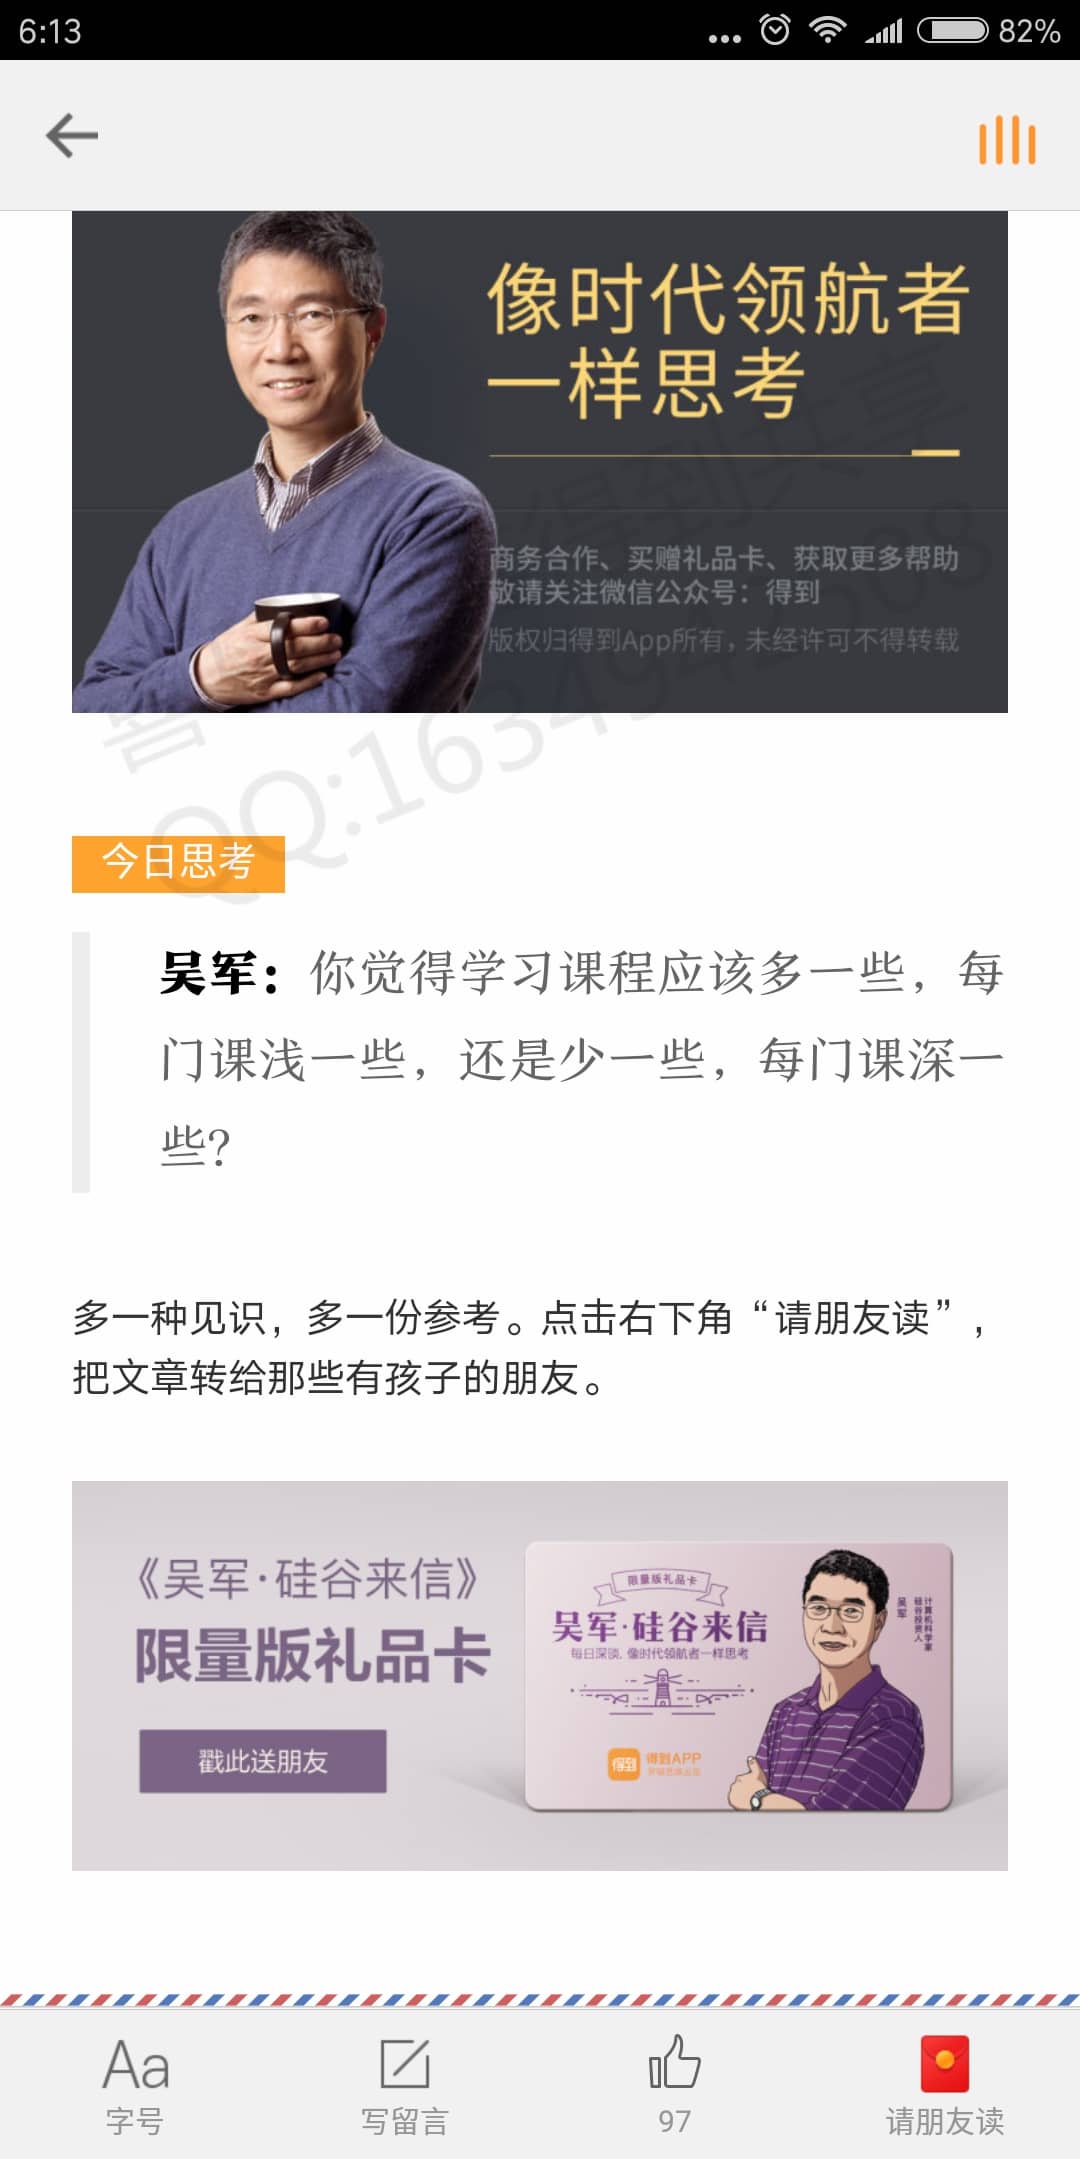 6:13
82%
像时代领航者
一样思考
商务合作、买赠礼品卡、获取更多帮助
敬请关注微信公众号：得到
版权归得到App所有，未经许可不得转载
得到共享
QQ:1634942588
今日思考
吴军：你觉得学习课程应该多一些，每
门课浅一些，还是少一些，每门课深一
些？
多一种见识，多一份参考。点击右下角“请朋友读”，
把文章转给那些有孩子的朋友。
《吴军·硅谷来信》
限量版礼品卡
戳此送朋友
限量版礼品卡
吴军·硅谷来信
每日深谈，像时代领航者一样思考
吴军
计算机科学家
硅谷投资人
得到
得到APP
Aa
字号
写留言
97
请朋友读